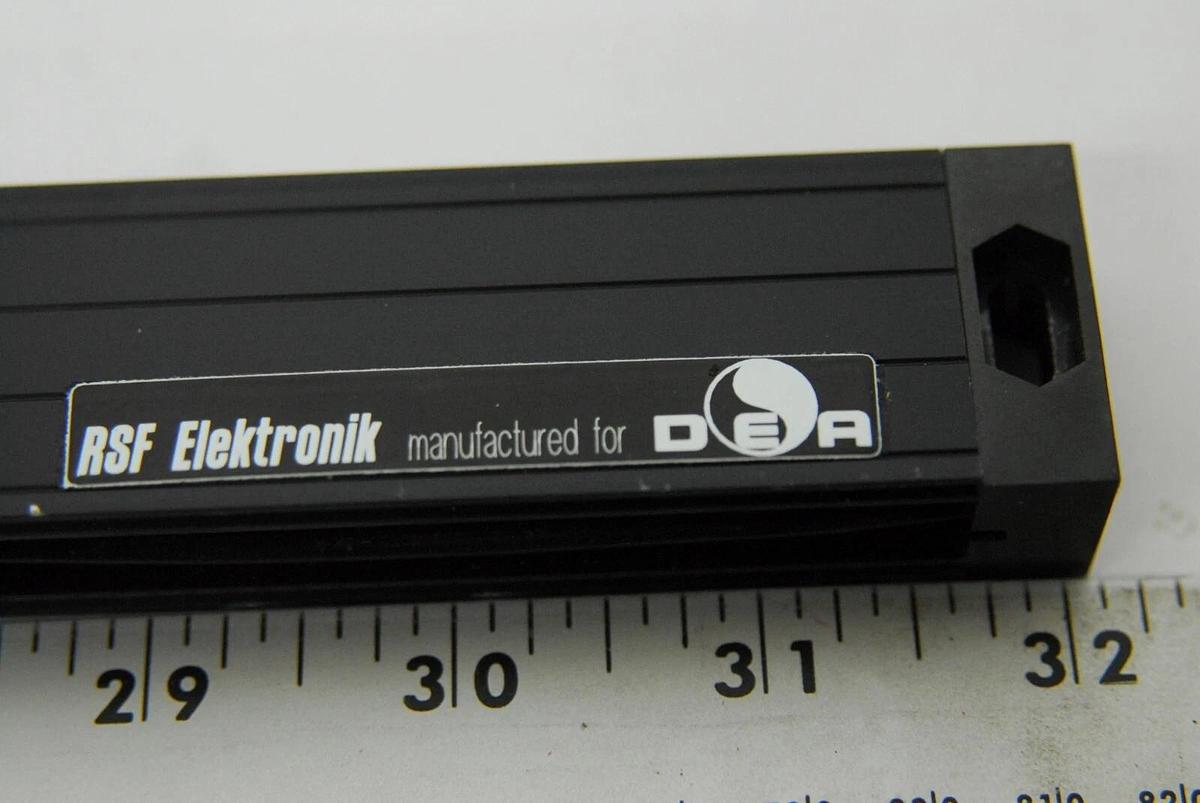 RSF Elektronik manufactured for DEA
29 30 31 32